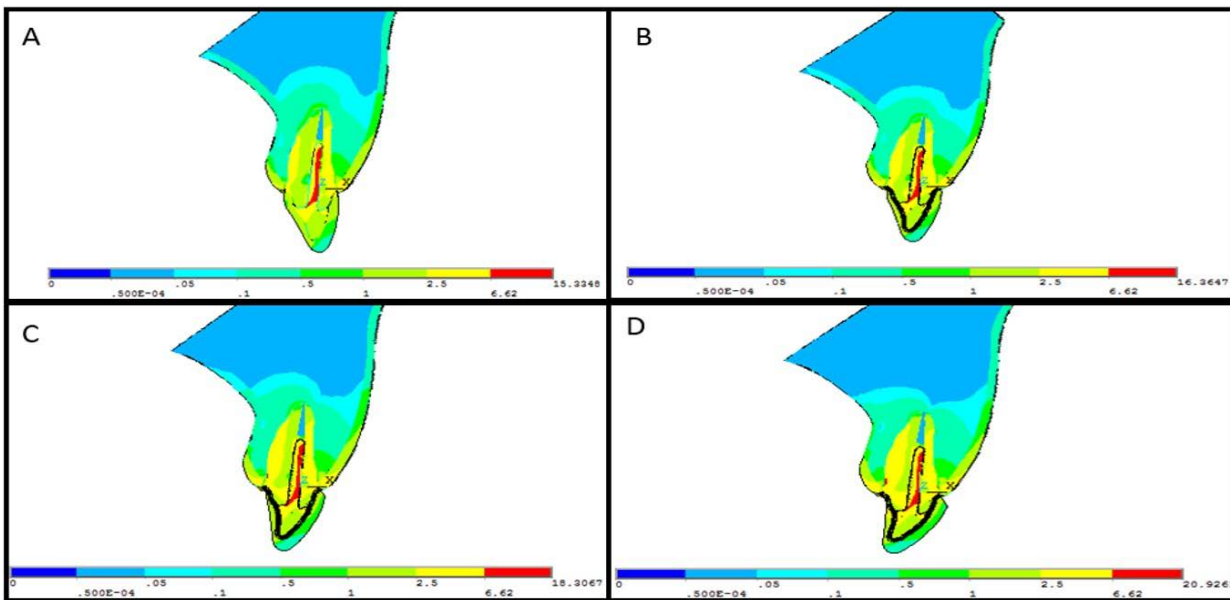 A
Z X
0 .05 .5 2.5 15.3348
.500E-04 .1 1 6.62
B
Z X
0 .05 .5 2.5 16.3647
.500E-04 .1 1 6.62
C
Z X
0 .05 .5 2.5 18.3067
.500E-04 .1 1 6.62
D
Z X
0 .05 .5 2.5 20.926
.500E-04 .1 1 6.62